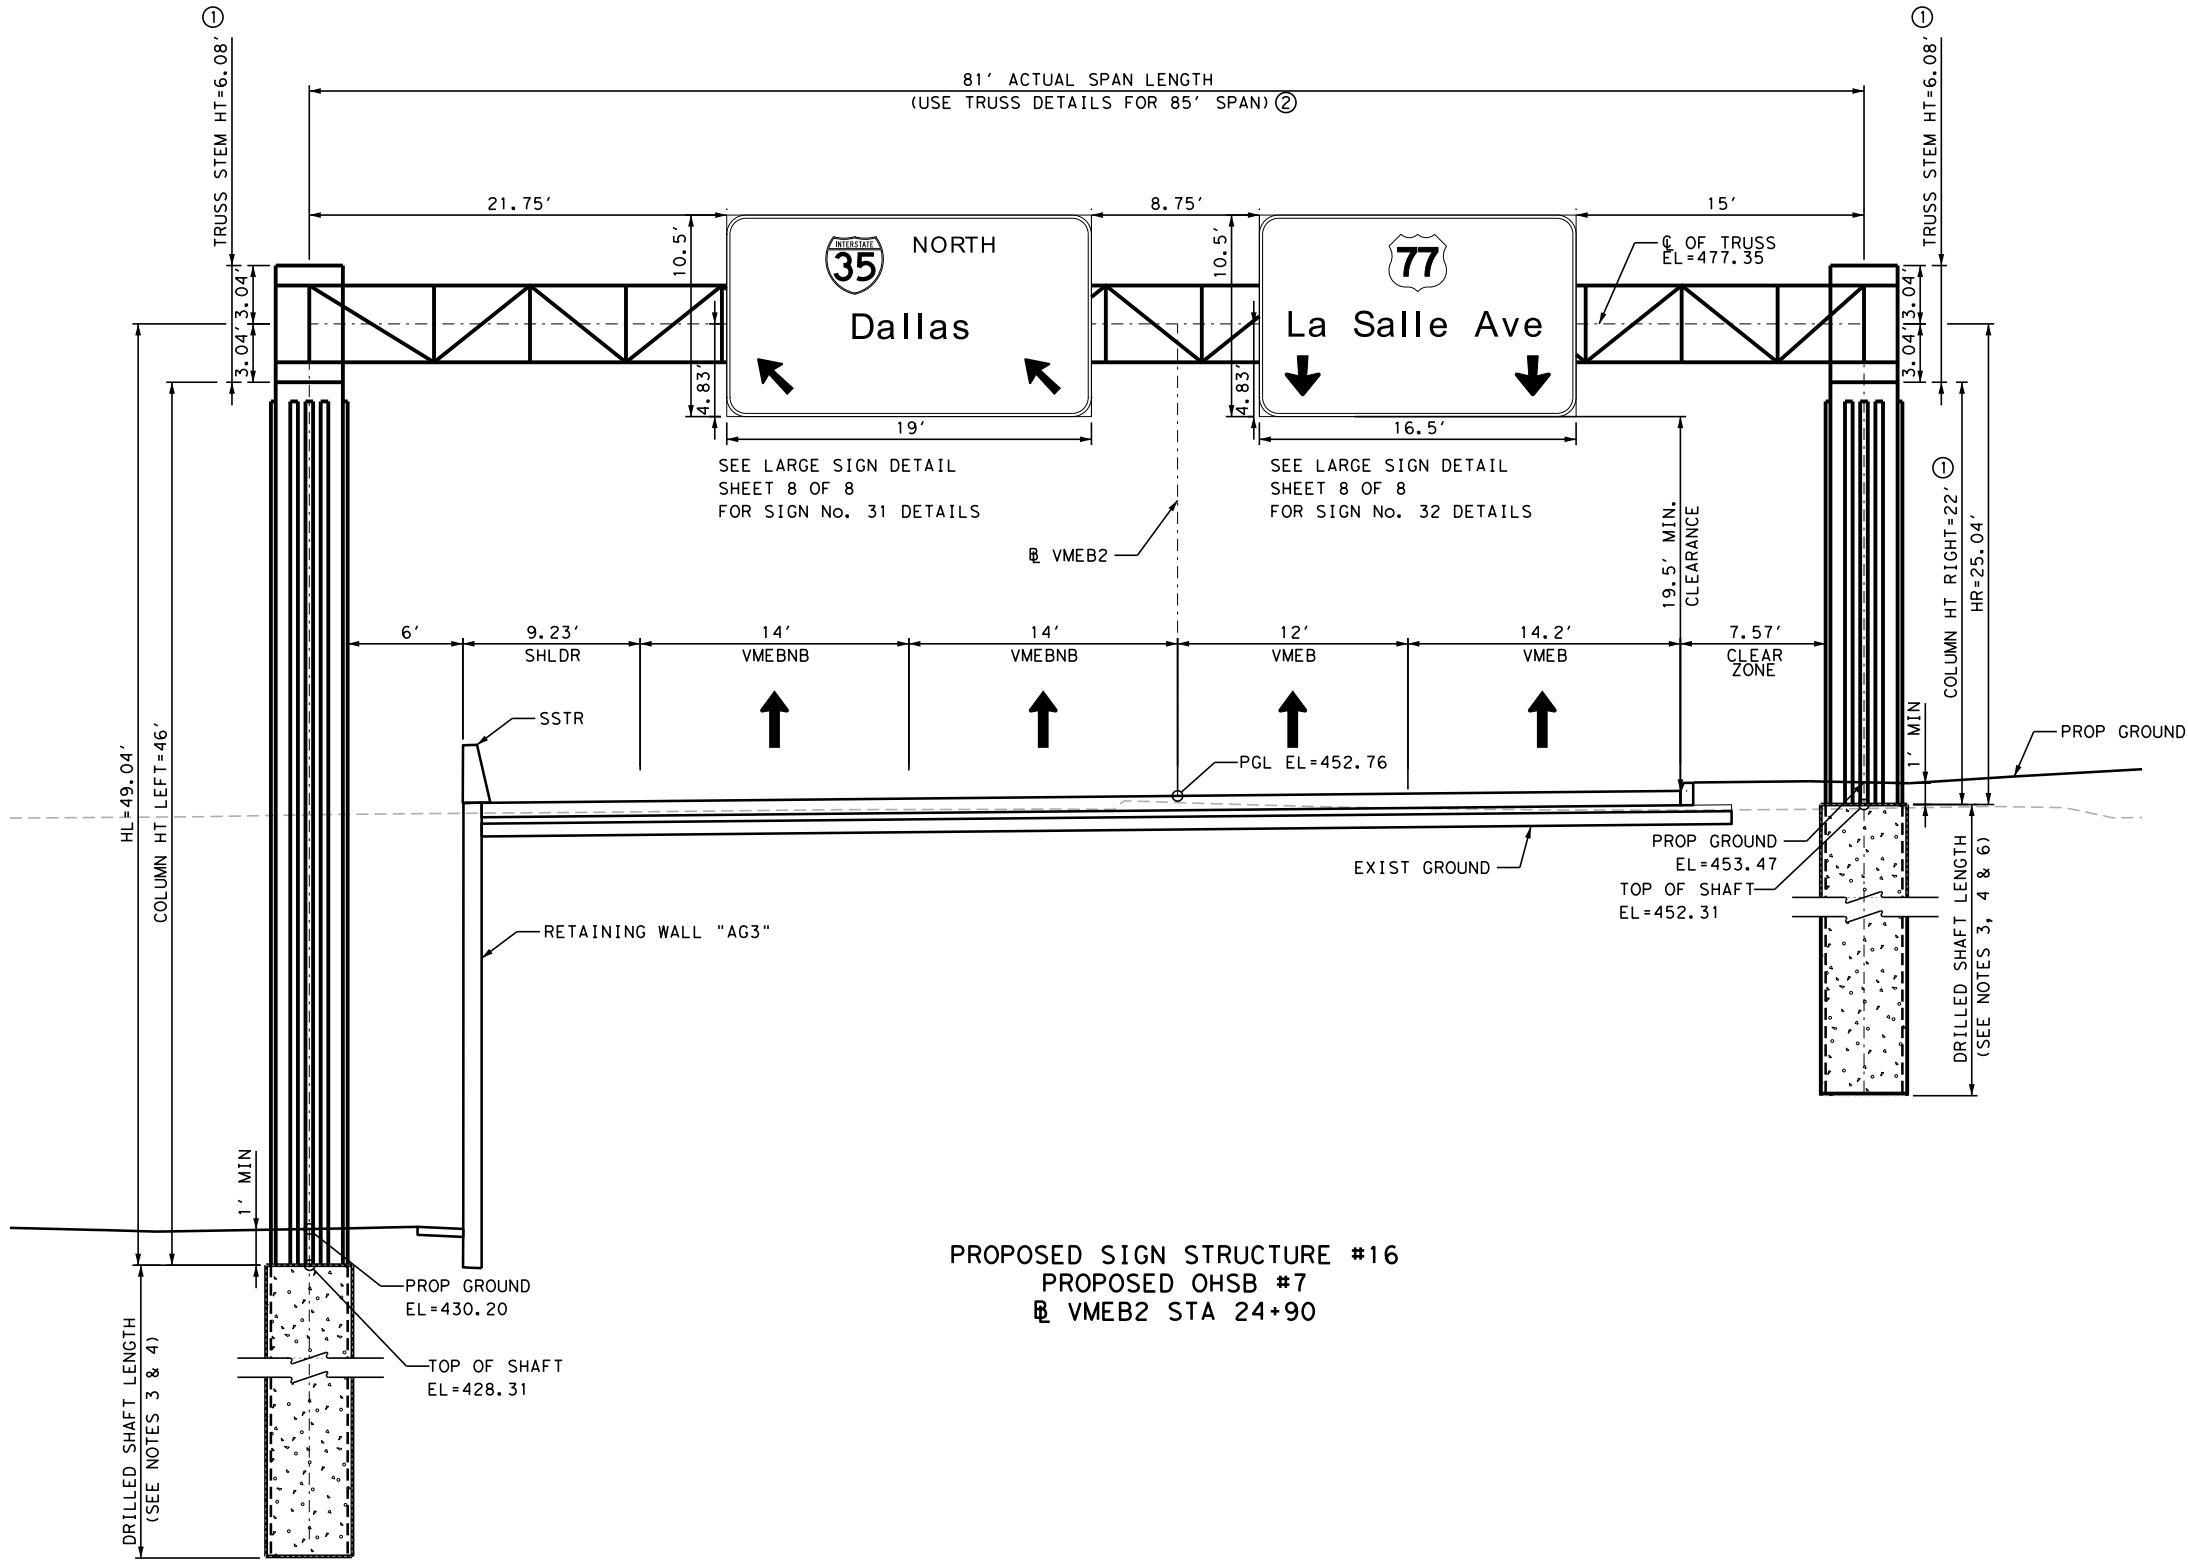 ①
①
TRUSS STEM HT=6.08'
TRUSS STEM HT=6.08'
81' ACTUAL SPAN LENGTH
(USE TRUSS DETAILS FOR 85' SPAN) ②
21.75'
8.75'
15'
10.5'
10.5'
3.04'
3.04'
3.04'
3.04'
4.83'
4.83'
INTERSTATE
35
NORTH
Dallas
77
La Salle Ave
℄ OF TRUSS
EL=477.35
19'
16.5'
SEE LARGE SIGN DETAIL
SHEET 8 OF 8
FOR SIGN No. 31 DETAILS
SEE LARGE SIGN DETAIL
SHEET 8 OF 8
FOR SIGN No. 32 DETAILS
BL VMEB2
19.5' MIN.
CLEARANCE
COLUMN HT RIGHT=22' ①
HR=25.04'
6'
9.23'
SHLDR
14'
VMEBNB
14'
VMEBNB
12'
VMEB
14.2'
VMEB
7.57'
CLEAR
ZONE
HL=49.04'
COLUMN HT LEFT=46'
SSTR
PGL EL=452.76
1' MIN
PROP GROUND
PROP GROUND
EL=453.47
TOP OF SHAFT
EL=452.31
EXIST GROUND
RETAINING WALL "AG3"
DRILLED SHAFT LENGTH
(SEE NOTES 3, 4 & 6)
1' MIN
PROP GROUND
EL=430.20
TOP OF SHAFT
EL=428.31
DRILLED SHAFT LENGTH
(SEE NOTES 3 & 4)
PROPOSED SIGN STRUCTURE #16
PROPOSED OHSB #7
BL VMEB2 STA 24+90